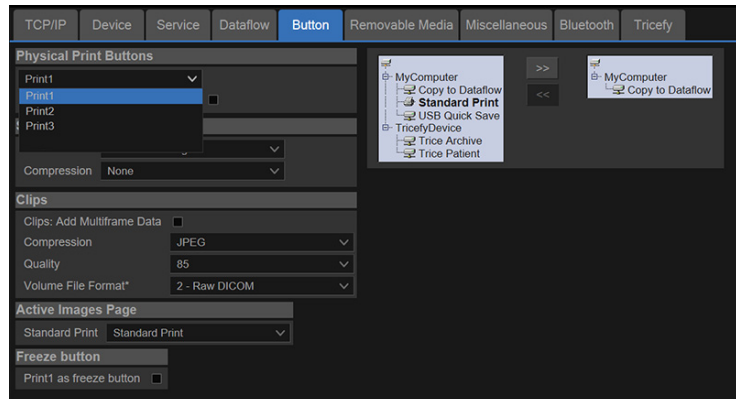 TCP/IP Device Service Dataflow Button Removable Media Miscellaneous Bluetooth Tricefy
Physical Print Buttons
Print1
Print1
Print2
Print3
Compression None
Clips
Clips: Add Multiframe Data
Compression JPEG
Quality 85
Volume File Format* 2 - Raw DICOM
Active Images Page
Standard Print Standard Print
Freeze button
Print1 as freeze button
MyComputer
Copy to Dataflow
Standard Print
USB Quick Save
TricefyDevice
Trice Archive
Trice Patient
>>
<<
MyComputer
Copy to Dataflow